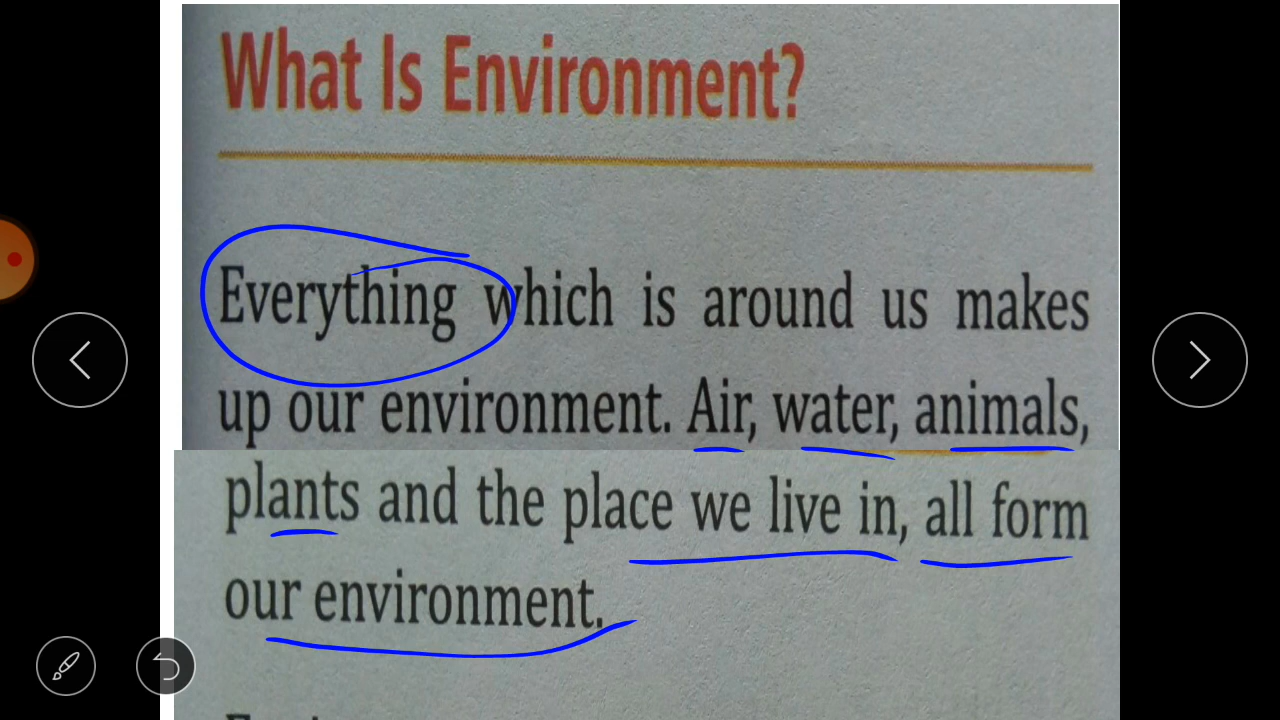 What Is Environment?
Everything which is around us makes
up our environment. Air, water, animals,
plants and the place we live in, all form
our environment.